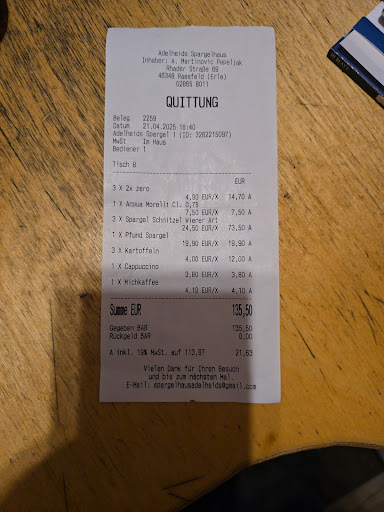 Adelheids Spargelhaus
Inhaber: A. Martinovic Pepeljak
Rhader Straße 69
46348 Raesfeld (Erle)
02865 8011
QUITTUNG
Beleg 2259
Datum 21.04.2025 16:40
Adelheids Spargel 1 (ID: 3262215097)
MwSt Im Haus
Bediener 1
Tisch 6
EUR
3 X 2x zero
4,90 EUR/X 14,70 A
1 X Acqua Morelli Cl. 0,75
7,50 EUR/X 7,50 A
3 X Spargel Schnitzel Wiener Art
24,50 EUR/X 73,50 A
1 X Pfund Spargel
19,90 EUR/X 19,90 A
3 X Kartoffeln
4,00 EUR/X 12,00 A
1 X Cappuccino
3,80 EUR/X 3,80 A
1 X Milchkaffee
4,10 EUR/X 4,10 A
Summe EUR 135,50
Gegeben BAR 135,50
Rückgeld BAR 0,00
A inkl. 19% MwSt. auf 113,87 21,63
Vielen Dank für Ihren Besuch
und bis zum nächsten Mal.
E-Mail: spargelhausadelheids@gmail.com